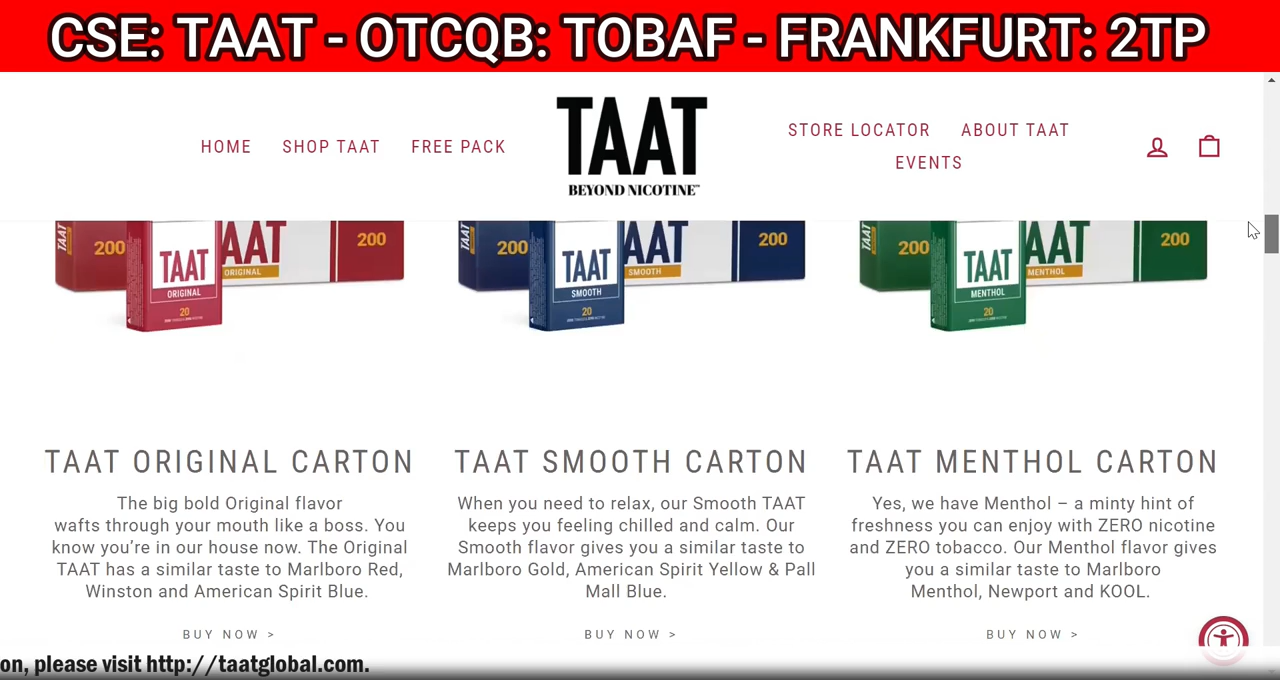 CSE: TAAT - OTCQB: TOBAF - FRANKFURT: 2TP
HOME SHOP TAAT FREE PACK
TAAT
BEYOND NICOTINE™
STORE LOCATOR ABOUT TAAT
EVENTS
TAAT 200 AAT 200
ORIGINAL
TAAT
ORIGINAL
20
TAAT 200 AAT 200
SMOOTH
TAAT
SMOOTH
20
TAAT 200 AAT 200
MENTHOL
TAAT
MENTHOL
20
TAAT ORIGINAL CARTON
The big bold Original flavor
wafts through your mouth like a boss. You
know you’re in our house now. The Original
TAAT has a similar taste to Marlboro Red,
Winston and American Spirit Blue.
BUY NOW >
TAAT SMOOTH CARTON
When you need to relax, our Smooth TAAT
keeps you feeling chilled and calm. Our
Smooth flavor gives you a similar taste to
Marlboro Gold, American Spirit Yellow & Pall
Mall Blue.
BUY NOW >
TAAT MENTHOL CARTON
Yes, we have Menthol – a minty hint of
freshness you can enjoy with ZERO nicotine
and ZERO tobacco. Our Menthol flavor gives
you a similar taste to Marlboro
Menthol, Newport and KOOL.
BUY NOW >
on, please visit http://taatglobal.com.